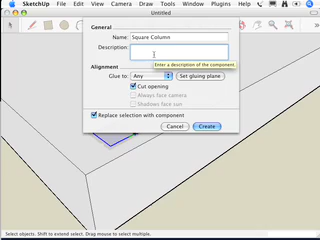 SketchUp File Edit View Camera Draw Tools Window
Untitled
General
Name: Square Column
Description:
Enter a description of the component
Alignment
Glue to: Any Set gluing plane
Cut opening
Always face camera
Shadows face sun
Replace selection with component
Cancel Create
Select objects. Shift to extend select. Drag mouse to select multiple.